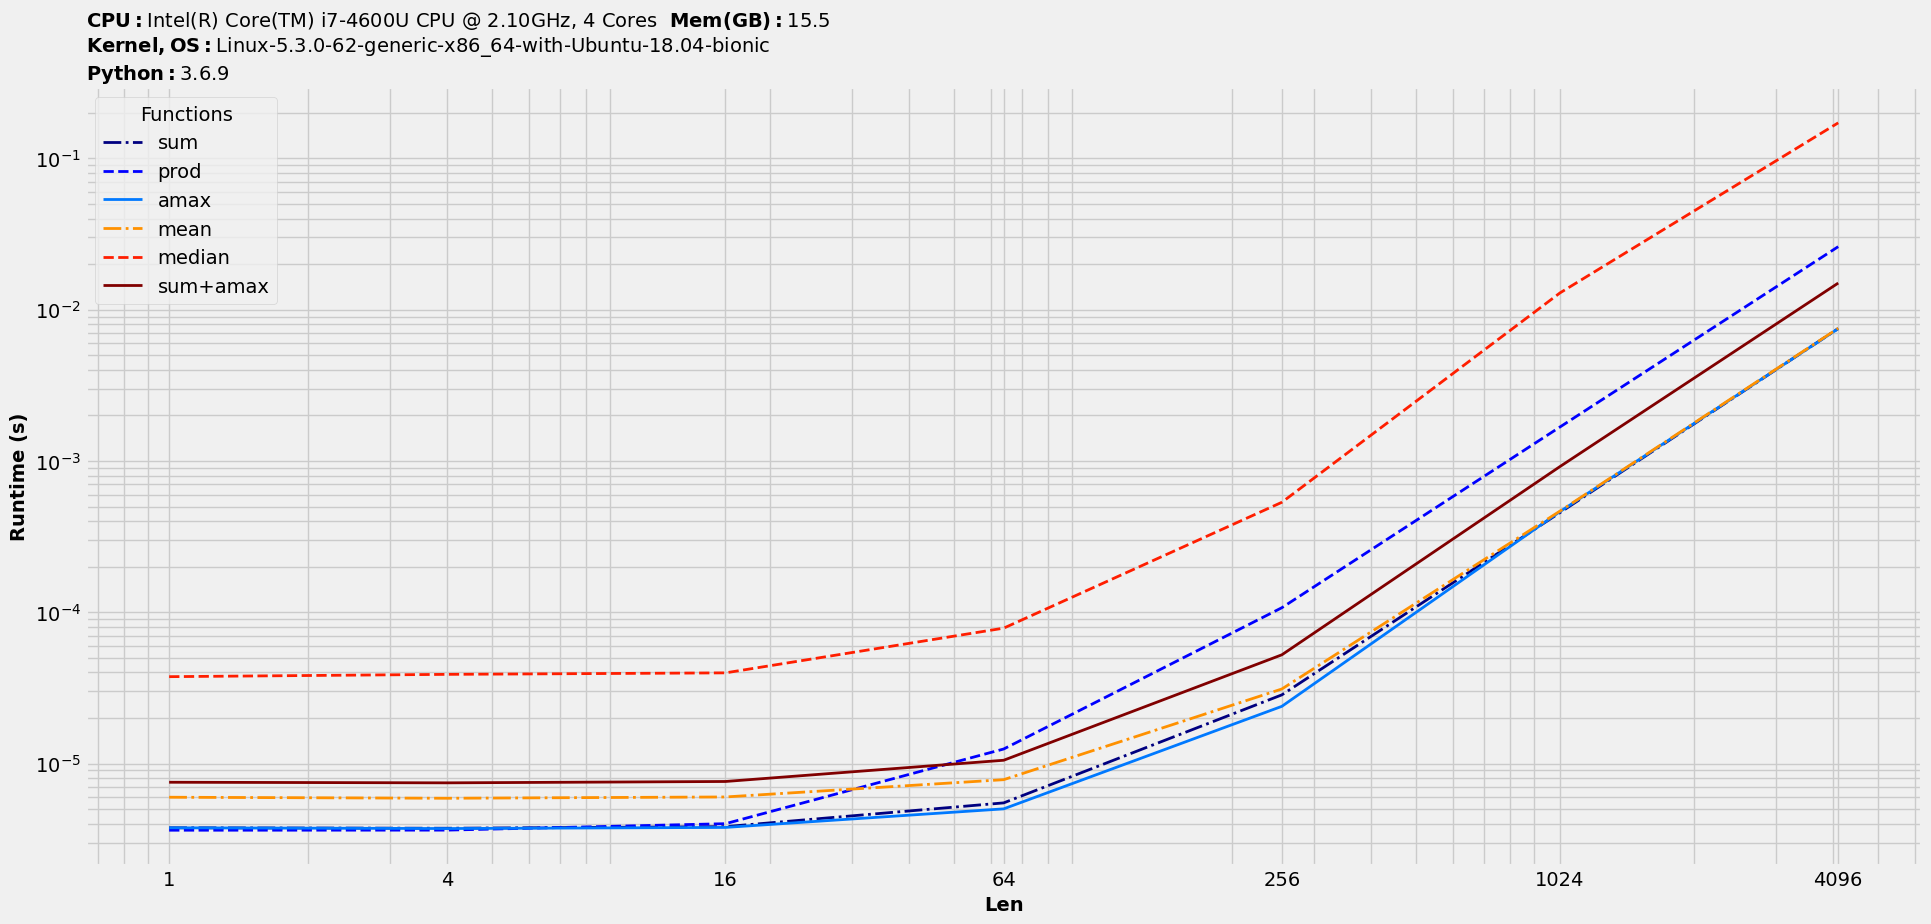 CPU: Intel(R) Core(TM) i7-4600U CPU @ 2.10GHz, 4 Cores Mem(GB): 15.5
Kernel, OS: Linux-5.3.0-62-generic-x86_64-with-Ubuntu-18.04-bionic
Python: 3.6.9
Functions
sum
prod
amax
mean
median
sum+amax
Runtime (s)
10⁻¹
10⁻²
10⁻³
10⁻⁴
10⁻⁵
1 4 16 64 256 1024 4096
Len